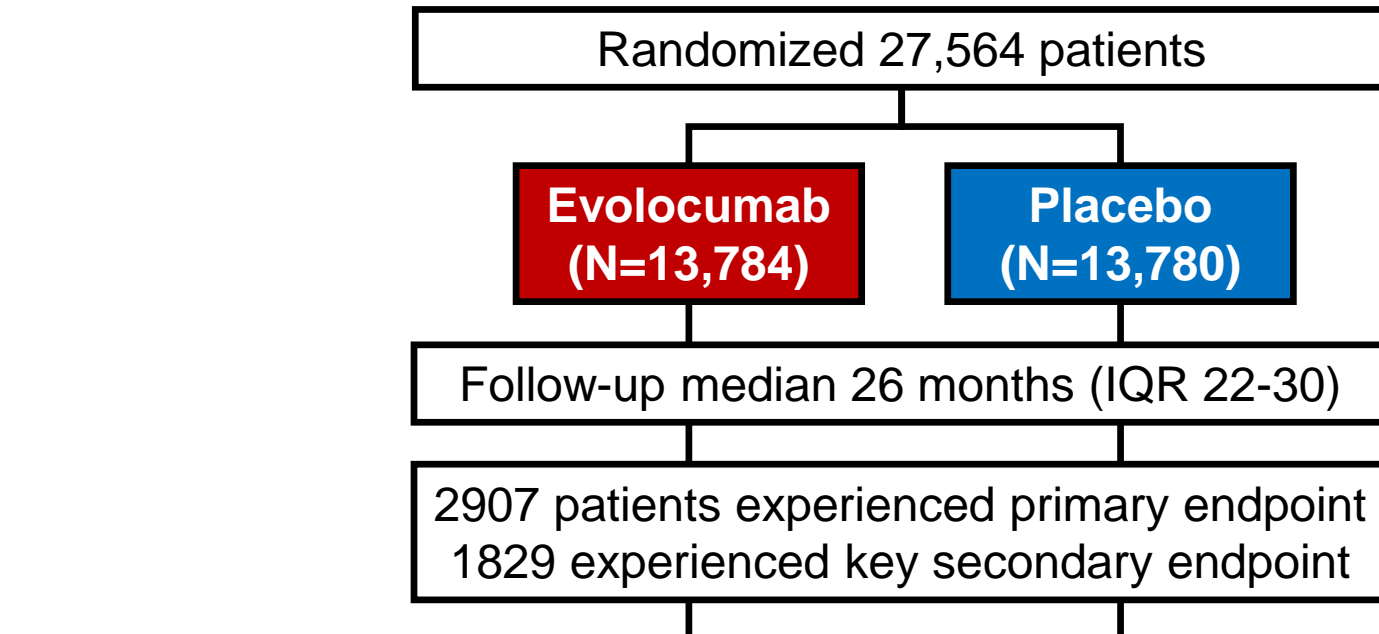 Randomized 27,564 patients
Evolocumab
(N=13,784)
Placebo
(N=13,780)
Follow-up median 26 months (IQR 22-30)
2907 patients experienced primary endpoint
1829 experienced key secondary endpoint